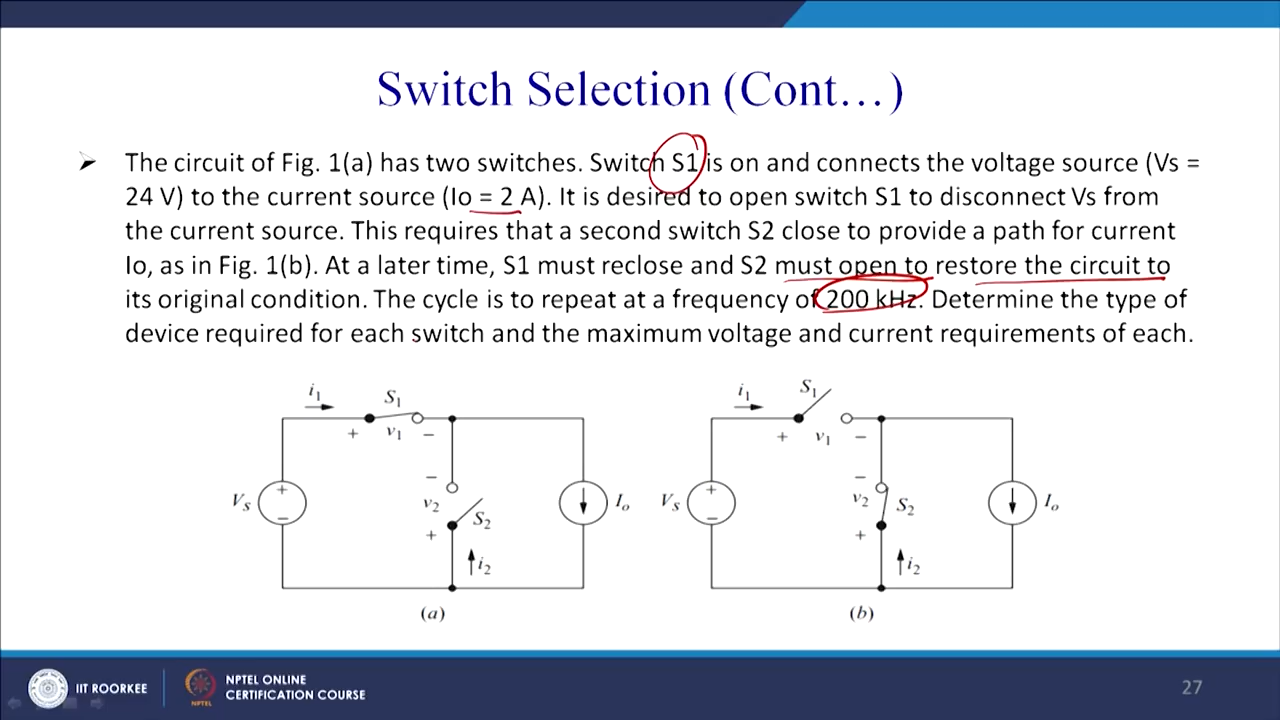 Switch Selection (Cont…)
The circuit of Fig. 1(a) has two switches. Switch S1 is on and connects the voltage source (Vs =
24 V) to the current source (Io = 2 A). It is desired to open switch S1 to disconnect Vs from
the current source. This requires that a second switch S2 close to provide a path for current
Io, as in Fig. 1(b). At a later time, S1 must reclose and S2 must open to restore the circuit to
its original condition. The cycle is to repeat at a frequency of 200 kHz. Determine the type of
device required for each switch and the maximum voltage and current requirements of each.
i1 S1
+ v1 −
Vs + −
− v2 +
S2
i2
Io
(a)
i1 S1
+ v1 −
Vs + −
− v2 +
S2
i2
Io
(b)
IIT ROORKEE
NPTEL
NPTEL ONLINE
CERTIFICATION COURSE
27